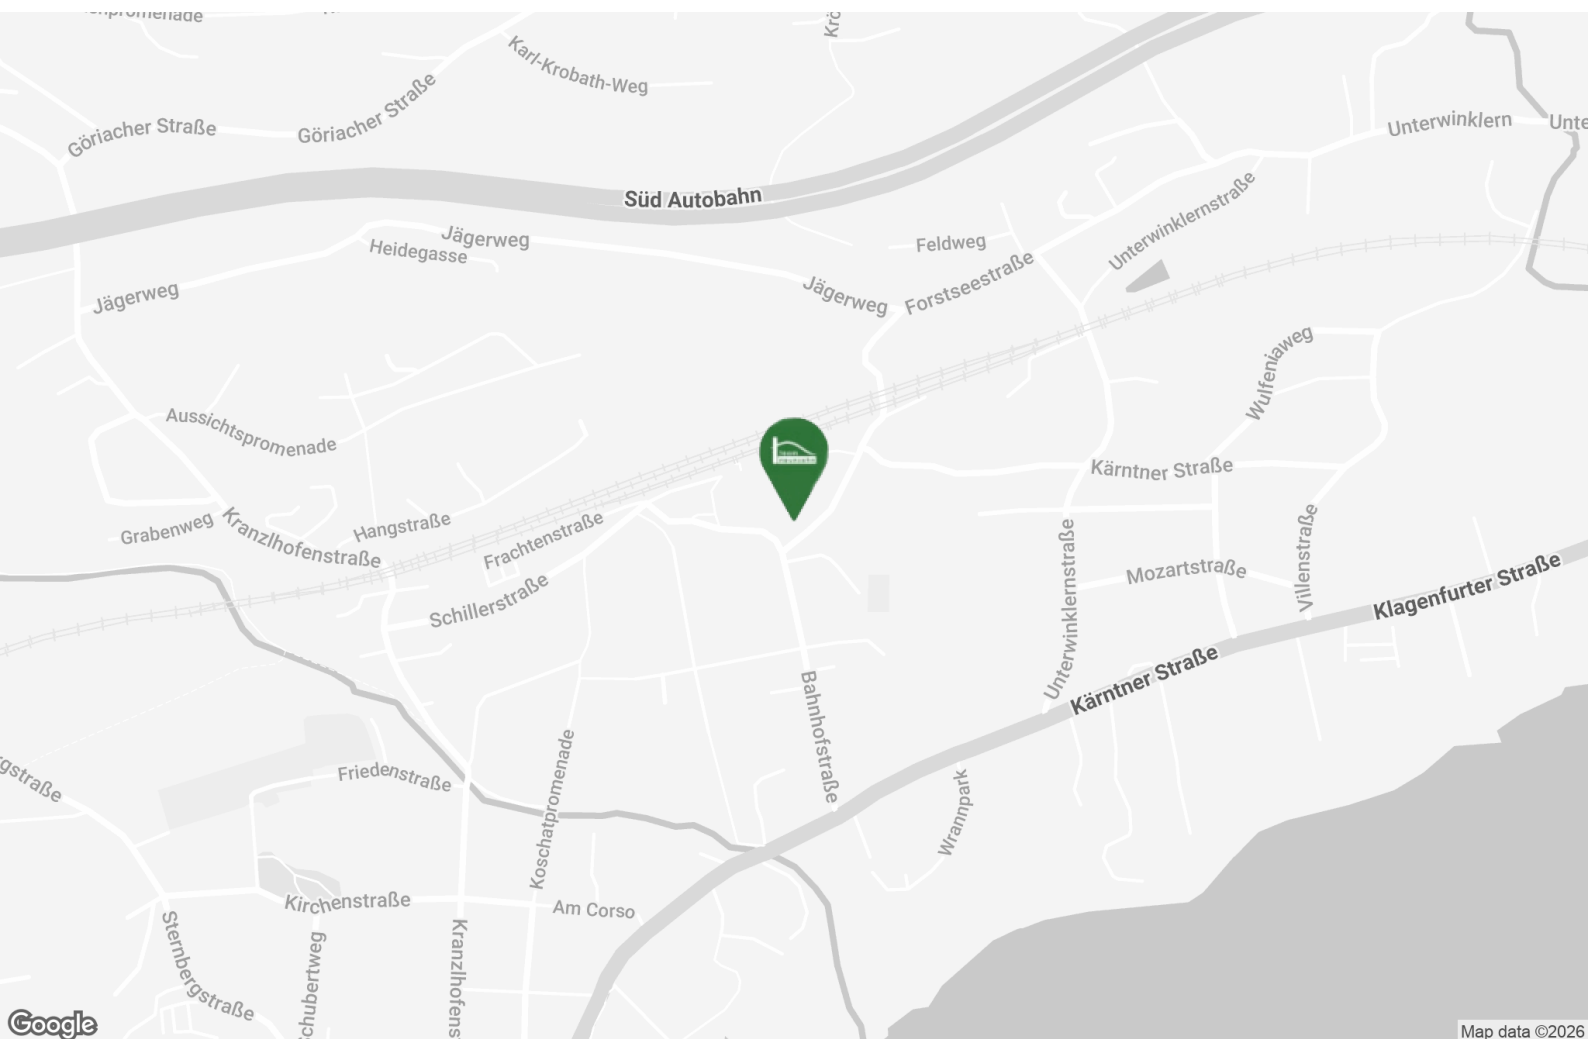 Karl-Krobath-Weg
Göriacher Straße
Göriacher Straße
Unterwinklern
Süd Autobahn
Unterwinklernstraße
Jägerweg
Feldweg
Heidegasse
Forstseestraße
Jägerweg
Jägerweg
Wulfeniaweg
Aussichtspromenade
Kärntner Straße
Grabenweg
Kranzlhofenstraße
Hangstraße
Frachtenstraße
Unterwinklernstraße
Villenstraße
Mozartstraße
Schillerstraße
Klagenfurter Straße
Kärntner Straße
Bahnhofstraße
Koschatpromenade
Friedenstraße
Wrannpark
Kirchenstraße
Am Corso
Sternbergstraße
Google
Map data ©2026